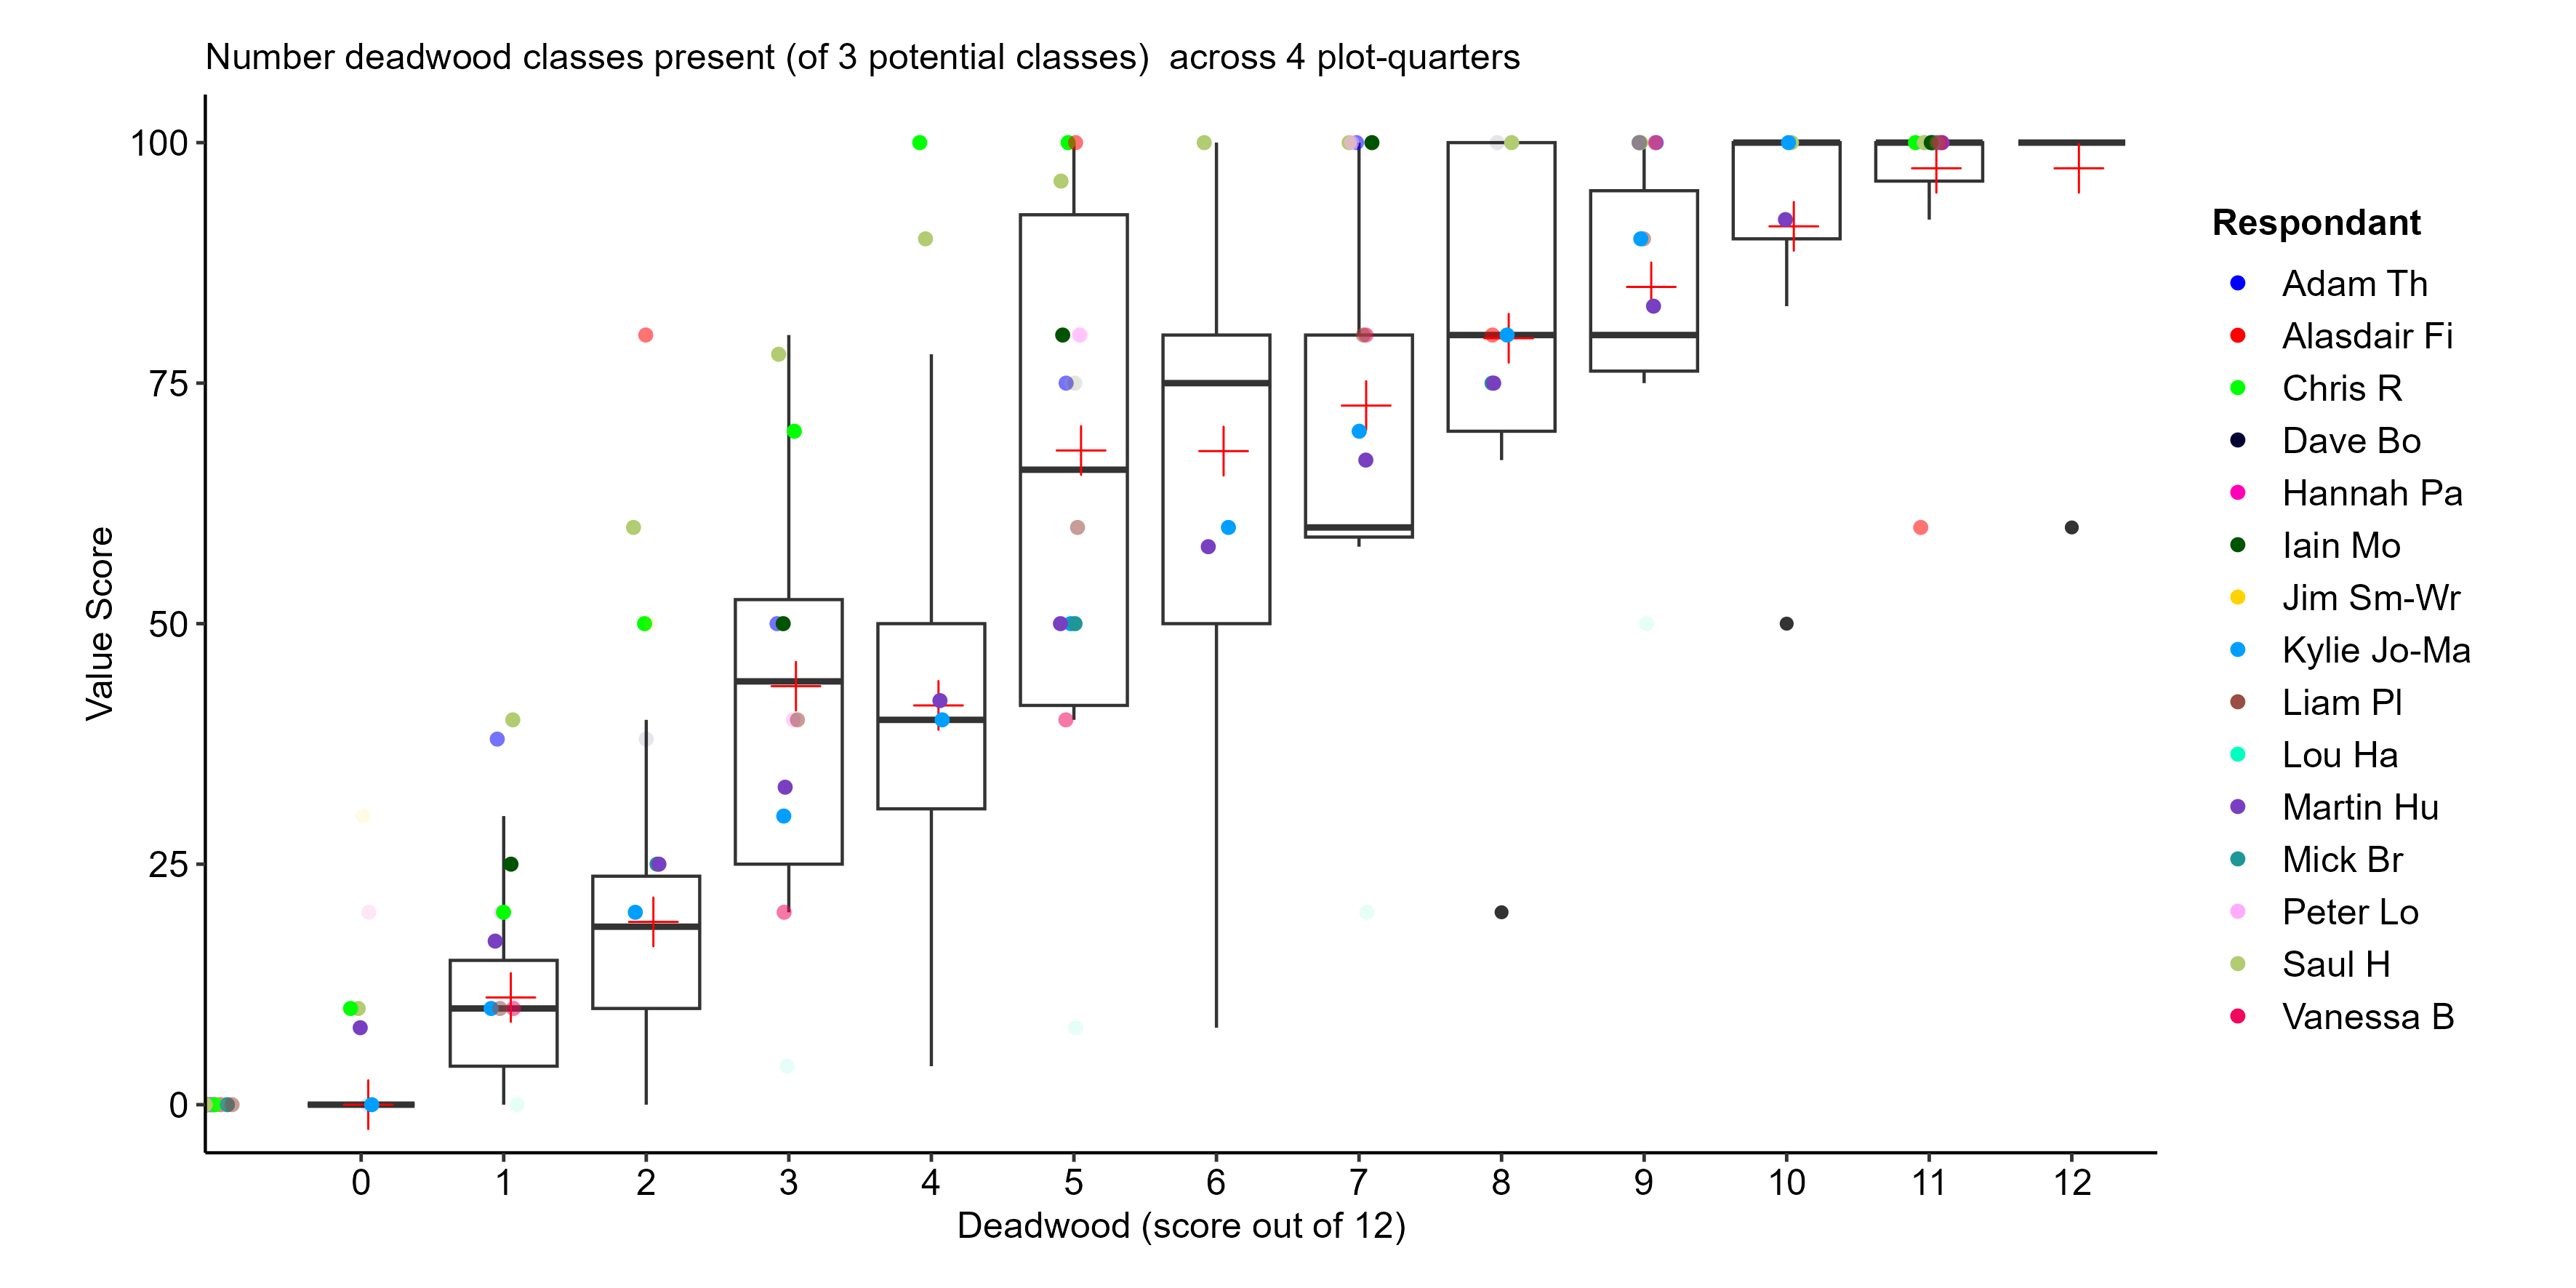 Number deadwood classes present (of 3 potential classes)  across 4 plot-quarters
100
75
50
25
0
Value Score
0 1 2 3 4 5 6 7 8 9 10 11 12
Deadwood (score out of 12)
Respondant
Adam Th
Alasdair Fi
Chris R
Dave Bo
Hannah Pa
Iain Mo
Jim Sm-Wr
Kylie Jo-Ma
Liam Pl
Lou Ha
Martin Hu
Mick Br
Peter Lo
Saul H
Vanessa B